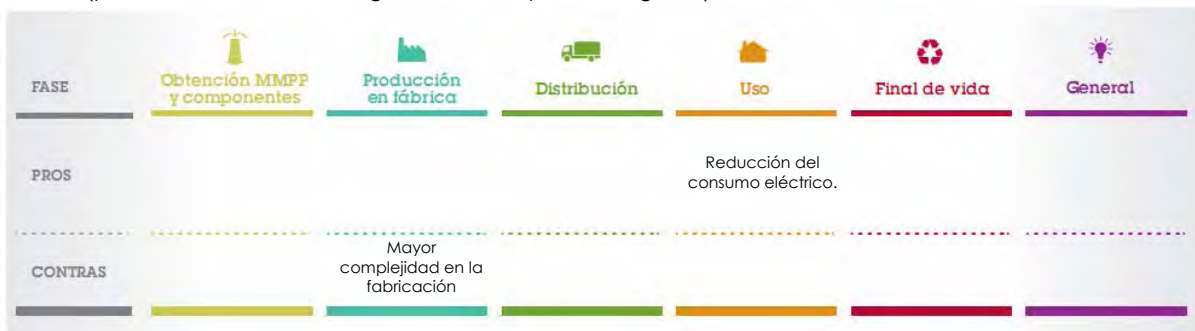 FASE
Obtención MMPP
y componentes
Producción
en fábrica
Distribución
Uso
Final de vida
General
PROS
Reducción del
consumo eléctrico.
CONTRAS
Mayor
complejidad en la
fabricación